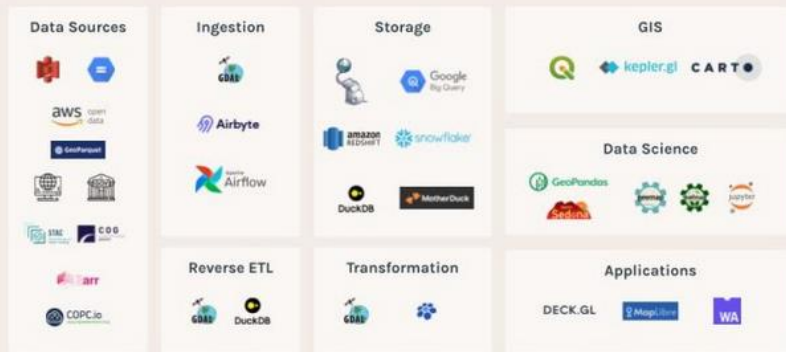 Data Sources
aws open data
GeoParquet
STAC
COG
zarr
COPC.io
Ingestion
GDAL
Airbyte
Airflow
Reverse ETL
GDAL
DuckDB
Storage
Google
Big Query
amazon
REDSHIFT
snowflake
DuckDB
MotherDuck
Transformation
GDAL
GIS
kepler.gl
CARTO
Data Science
GeoPandas
Sedona
jupyter
Applications
DECK.GL
MapLibre
WA